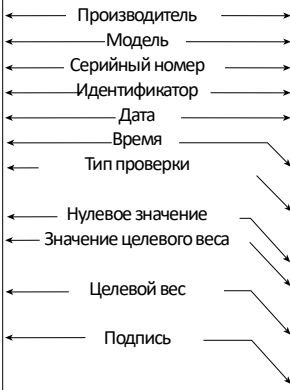 Производитель
Модель
Серийный номер
Идентификатор
Дата
Время
Тип проверки
Нулевое значение
Значение целевого веса
Целевой вес
Подпись